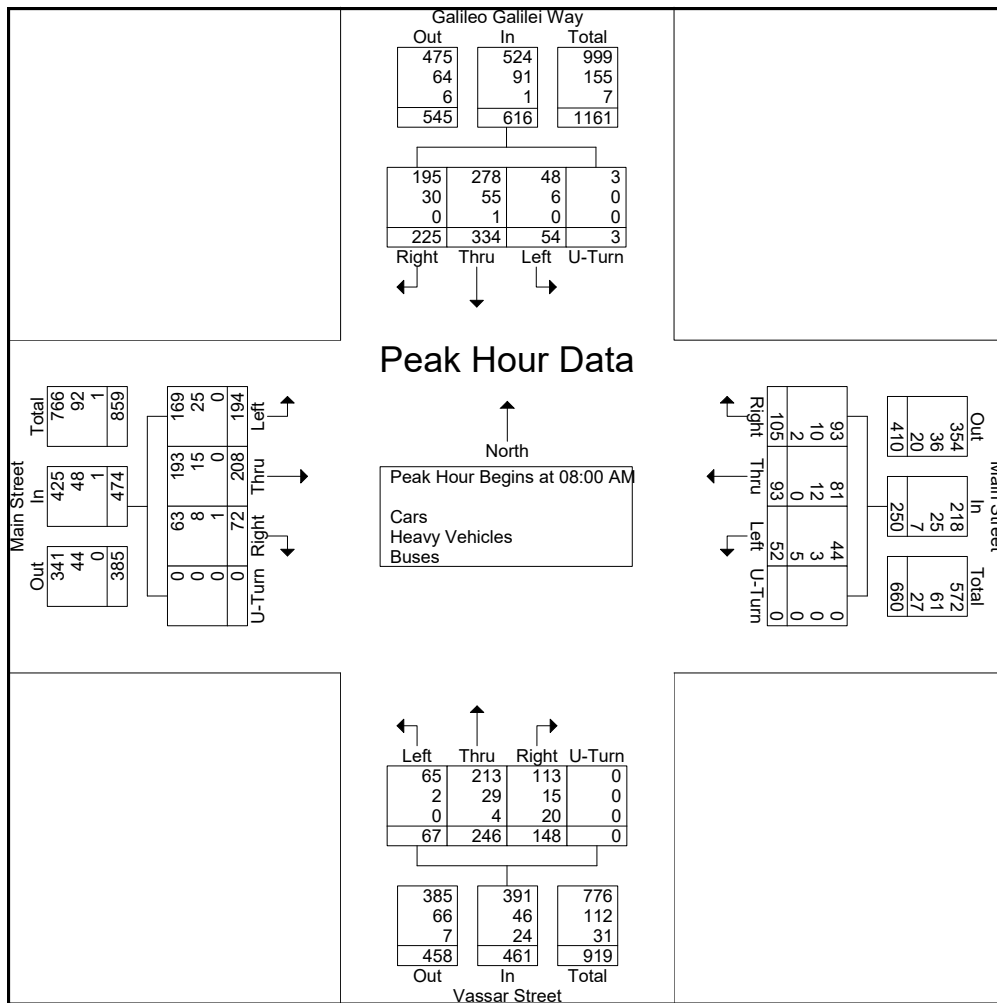 Galileo Galilei Way
Out In Total
475 524 999
64 91 155
6 1 7
545 616 1161
195 278 48 3
30 55 6 0
0 1 0 0
225 334 54 3
Right Thru Left U-Turn
Peak Hour Data
Main Street
Total
766
92
1
859
In
425
48
1
474
Out
341
44
0
385
169
25
0
194
Left
193
15
0
208
Thru
63
8
1
72
Right
0
0
0
0
U-Turn
North
Peak Hour Begins at 08:00 AM
Cars
Heavy Vehicles
Buses
Right
93
10
2
105
Thru
81
12
0
93
Left
44
3
5
52
U-Turn
0
0
0
0
Main Street
Out
354
36
20
410
In
218
25
7
250
Total
572
61
27
660
Left Thru Right U-Turn
65 213 113 0
2 29 15 0
0 4 20 0
67 246 148 0
385 391 776
66 46 112
7 24 31
458 461 919
Out In Total
Vassar Street